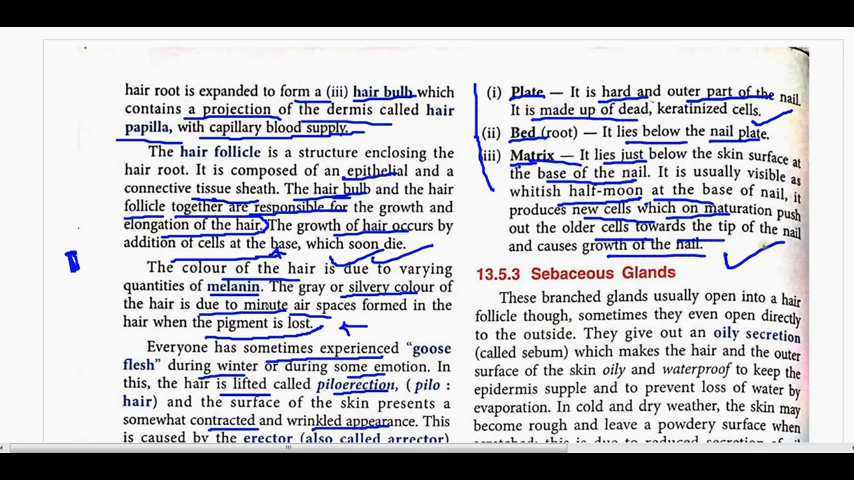 hair root is expanded to form a (iii) hair bulb which
contains a projection of the dermis called hair
papilla, with capillary blood supply.
The hair follicle is a structure enclosing the
hair root. It is composed of an epithelial and a
connective tissue sheath. The hair bulb and the hair
follicle together are responsible for the growth and
elongation of the hair. The growth of hair occurs by
addition of cells at the base, which soon die.
The colour of the hair is due to varying
quantities of melanin. The gray or silvery colour of
the hair is due to minute air spaces formed in the
hair when the pigment is lost.
Everyone has sometimes experienced "goose
flesh" during winter or during some emotion. In
this, the hair is lifted called piloerection, ( pilo :
hair) and the surface of the skin presents a
somewhat contracted and wrinkled appearance. This
is caused by the erector (also called arrector)
(i) Plate — It is hard and outer part of the nail.
It is made up of dead, keratinized cells.
(ii) Bed (root) — It lies below the nail plate.
iii) Matrix — It lies just below the skin surface at
the base of the nail. It is usually visible as
whitish half-moon at the base of nail, it
produces new cells which on maturation push
out the older cells towards the tip of the nail
and causes growth of the nail.
13.5.3 Sebaceous Glands
These branched glands usually open into a hair
follicle though, sometimes they even open directly
to the outside. They give out an oily secretion
(called sebum) which makes the hair and the outer
surface of the skin oily and waterproof to keep the
epidermis supple and to prevent loss of water by
evaporation. In cold and dry weather, the skin may
become rough and leave a powdery surface when
scratched; this is due to reduced secretion of